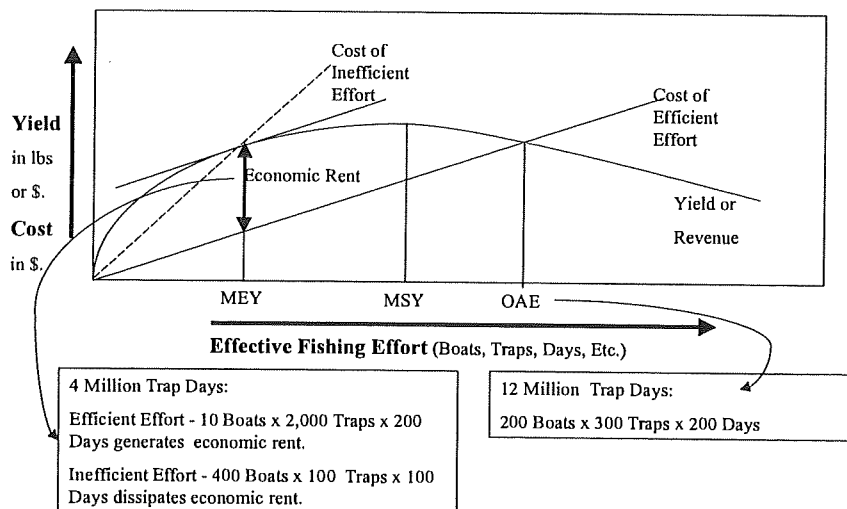 Cost of
Inefficient
Effort
Cost of
Efficient
Effort
Yield
in lbs
or $.
Cost
in $.
Economic Rent
Yield or
Revenue
MEY
MSY
OAE
Effective Fishing Effort (Boats, Traps, Days, Etc.)
4 Million Trap Days:
Efficient Effort - 10 Boats x 2,000 Traps x 200
Days generates economic rent.
Inefficient Effort - 400 Boats x 100 Traps x 100
Days dissipates economic rent.
12 Million Trap Days:
200 Boats x 300 Traps x 200 Days